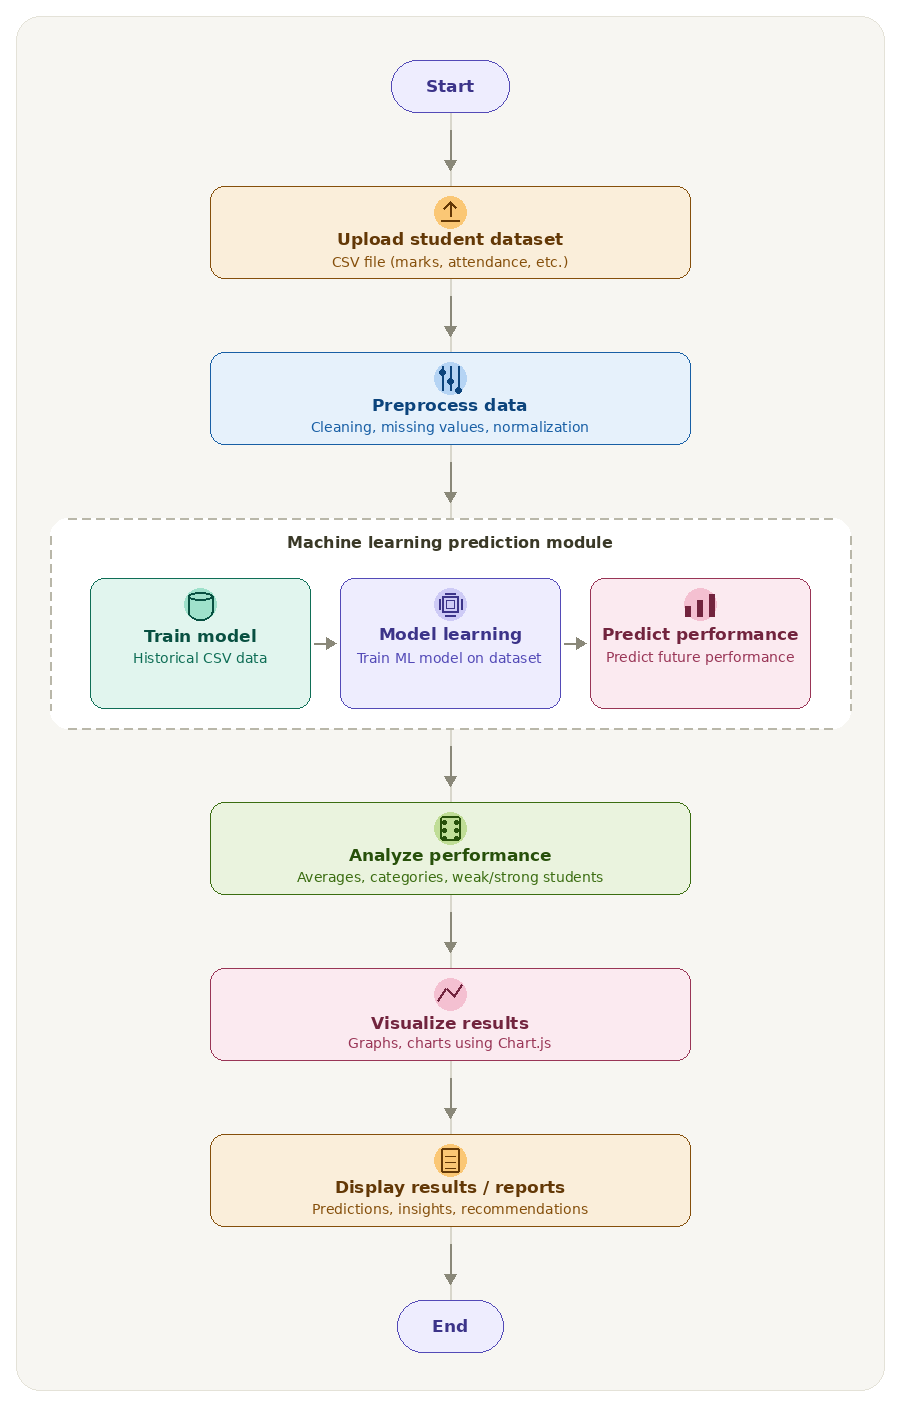 Start
Upload student dataset
CSV file (marks, attendance, etc.)
Preprocess data
Cleaning, missing values, normalization
Machine learning prediction module
Train model
Historical CSV data
Model learning
Train ML model on dataset
Predict performance
Predict future performance
Analyze performance
Averages, categories, weak/strong students
Visualize results
Graphs, charts using Chart.js
Display results / reports
Predictions, insights, recommendations
End